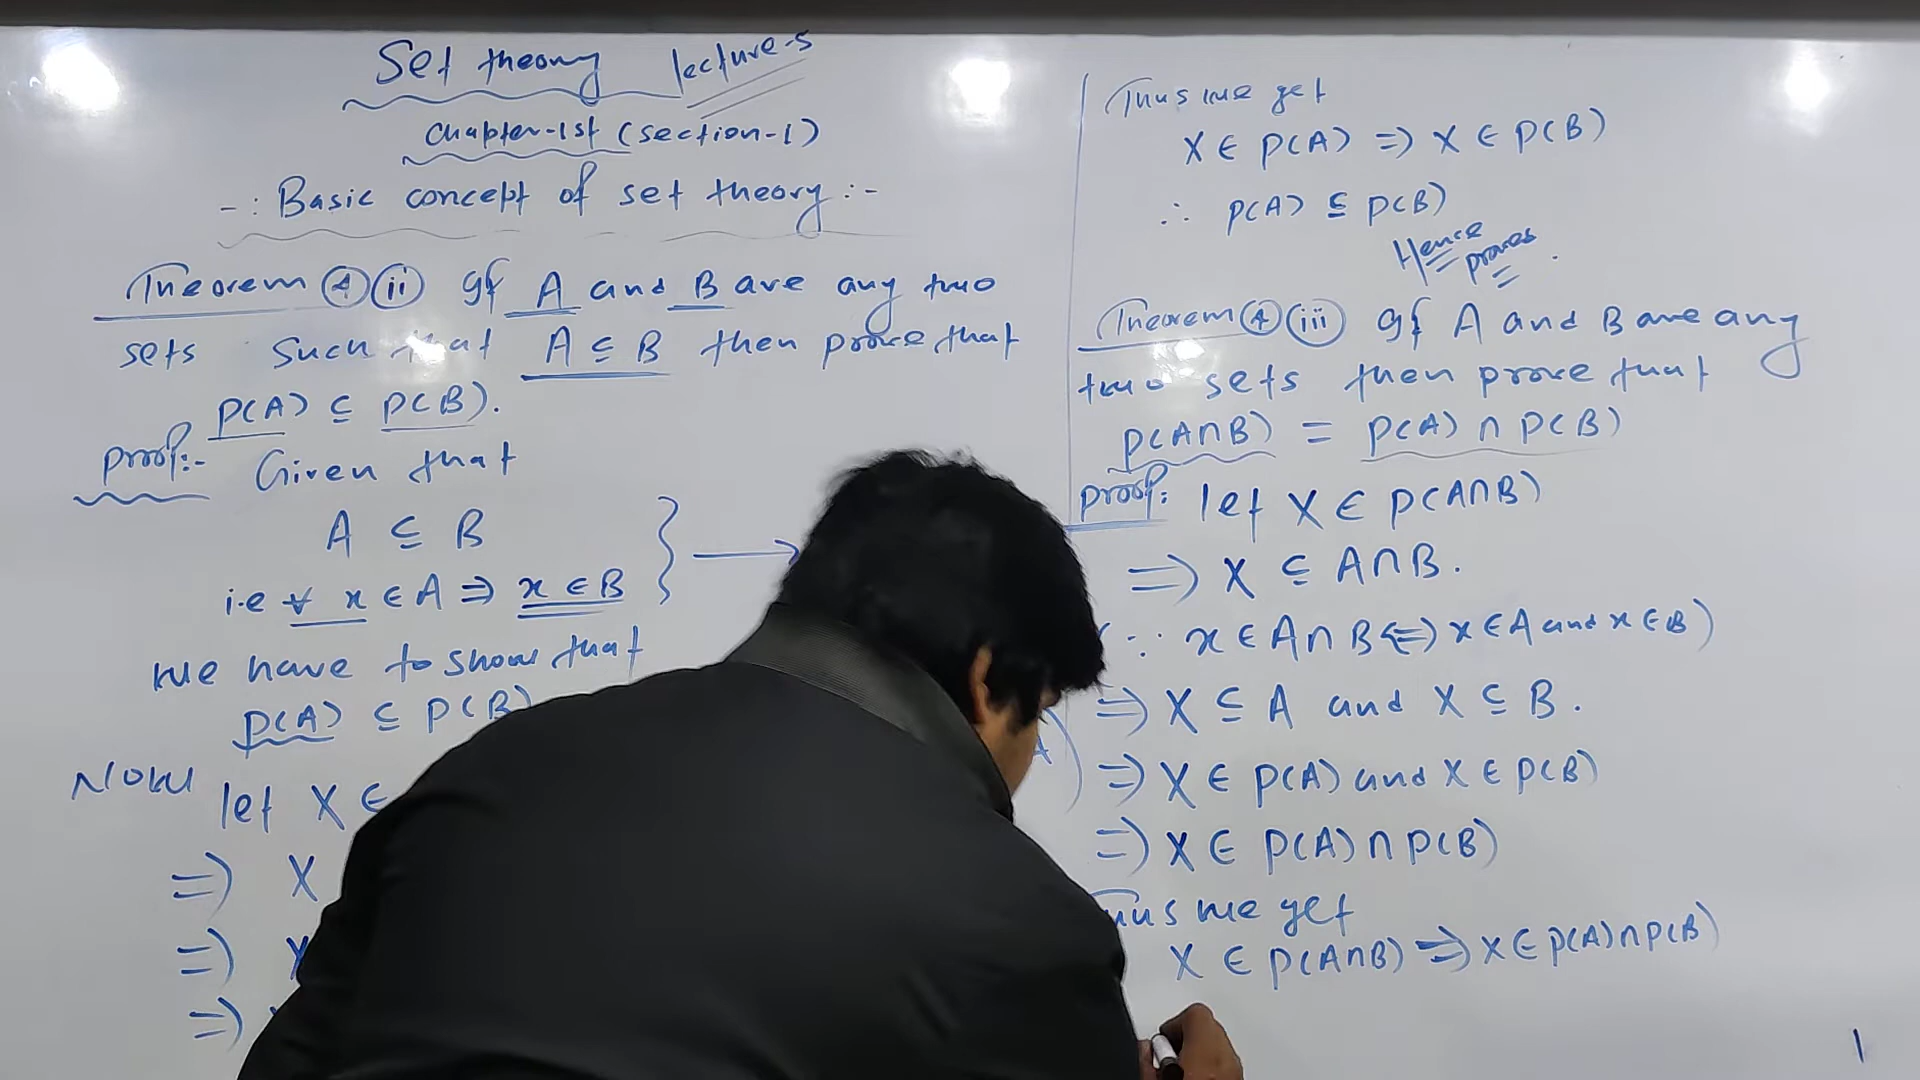 Set theory lecture-5
Chapter-1st (section-1)
-: Basic concept of set theory :-
Theorem 4 (ii) If A and B are any two
sets such that A ⊆ B then prove that
P(A) ⊆ P(B).
Proof:- Given that
A ⊆ B
i.e ∀ x ∈ A ⇒ x ∈ B
we have to show that
P(A) ⊆ P(B)
Now let X ∈
⇒ X
⇒ X
⇒
Thus we get
X ∈ P(A) ⇒ X ∈ P(B)
∴ P(A) ⊆ P(B)
Hence
proves.
Theorem 4 (iii) If A and B are any
two sets then prove that
P(A∩B) = P(A) ∩ P(B)
Proof: let X ∈ P(A∩B)
⇒ X ⊆ A∩B.
(∵ x ∈ A∩B ⇔ x ∈ A and x ∈ B)
⇒ X ⊆ A and X ⊆ B.
⇒ X ∈ P(A) and X ∈ P(B)
⇒ X ∈ P(A) ∩ P(B)
Thus we get
X ∈ P(A∩B) ⇒ X ∈ P(A)∩P(B)